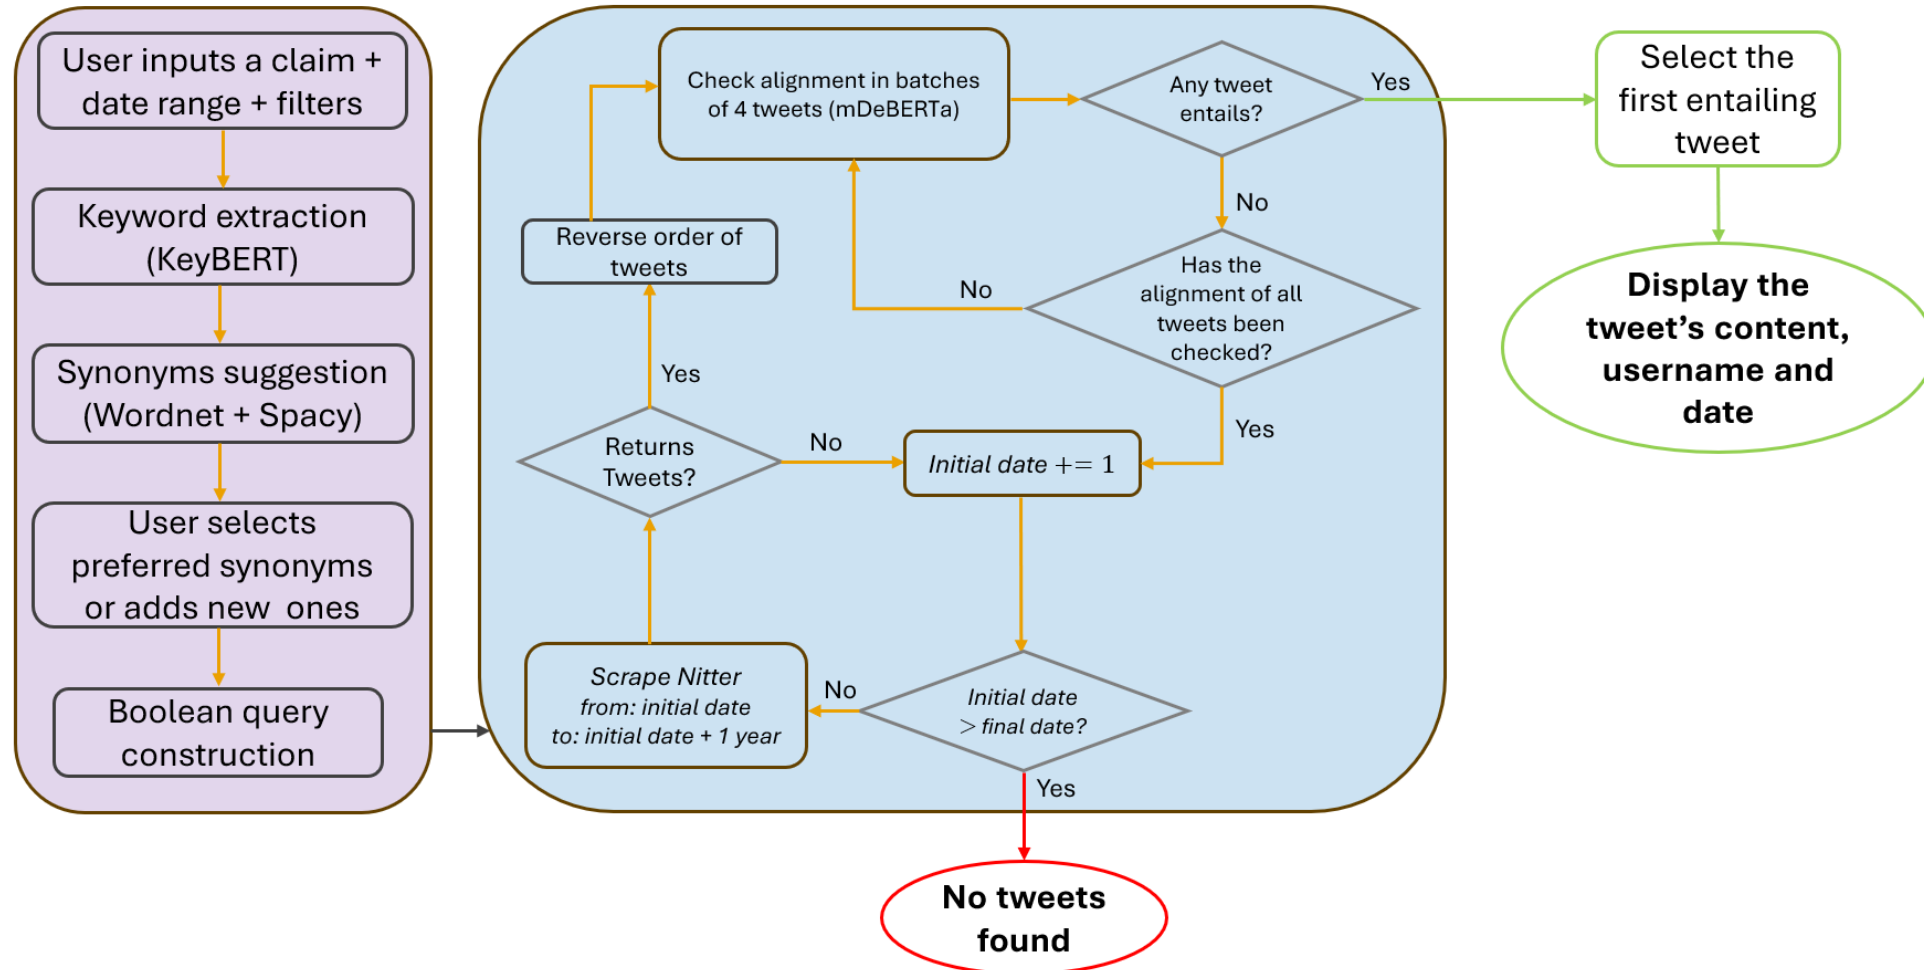 User inputs a claim +
date range + filters
Keyword extraction
(KeyBERT)
Synonyms suggestion
(Wordnet + Spacy)
User selects
preferred synonyms
or adds new ones
Boolean query
construction
Check alignment in batches
of 4 tweets (mDeBERTa)
Any tweet
entails?
Yes
No
Reverse order of
tweets
Has the
alignment of all
tweets been
checked?
No
Yes
Yes
Returns
Tweets?
No
Initial date += 1
Scrape Nitter
from: initial date
to: initial date + 1 year
No
Initial date
> final date?
Yes
No tweets
found
Select the
first entailing
tweet
Display the
tweet’s content,
username and
date